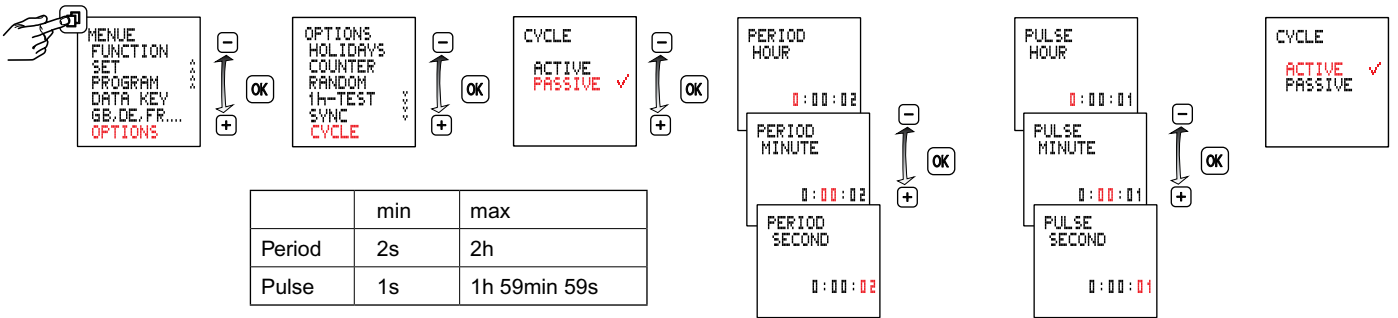 MENUE
FUNCTION
SET
PROGRAM
DATA KEY
GB,DE,FR....
OPTIONS
−
OK
+
OPTIONS
HOLIDAYS
COUNTER
RANDOM
1h-TEST
SYNC
CYCLE
−
OK
+
CYCLE
ACTIVE
PASSIVE ✓
−
OK
+
PERIOD
HOUR
0:00:02
PERIOD
MINUTE
0:00:02
PERIOD
SECOND
0:00:02
−
OK
+
PULSE
HOUR
0:00:01
PULSE
MINUTE
0:00:01
PULSE
SECOND
0:00:01
−
OK
+
CYCLE
ACTIVE ✓
PASSIVE
min max
Period 2s 2h
Pulse 1s 1h 59min 59s